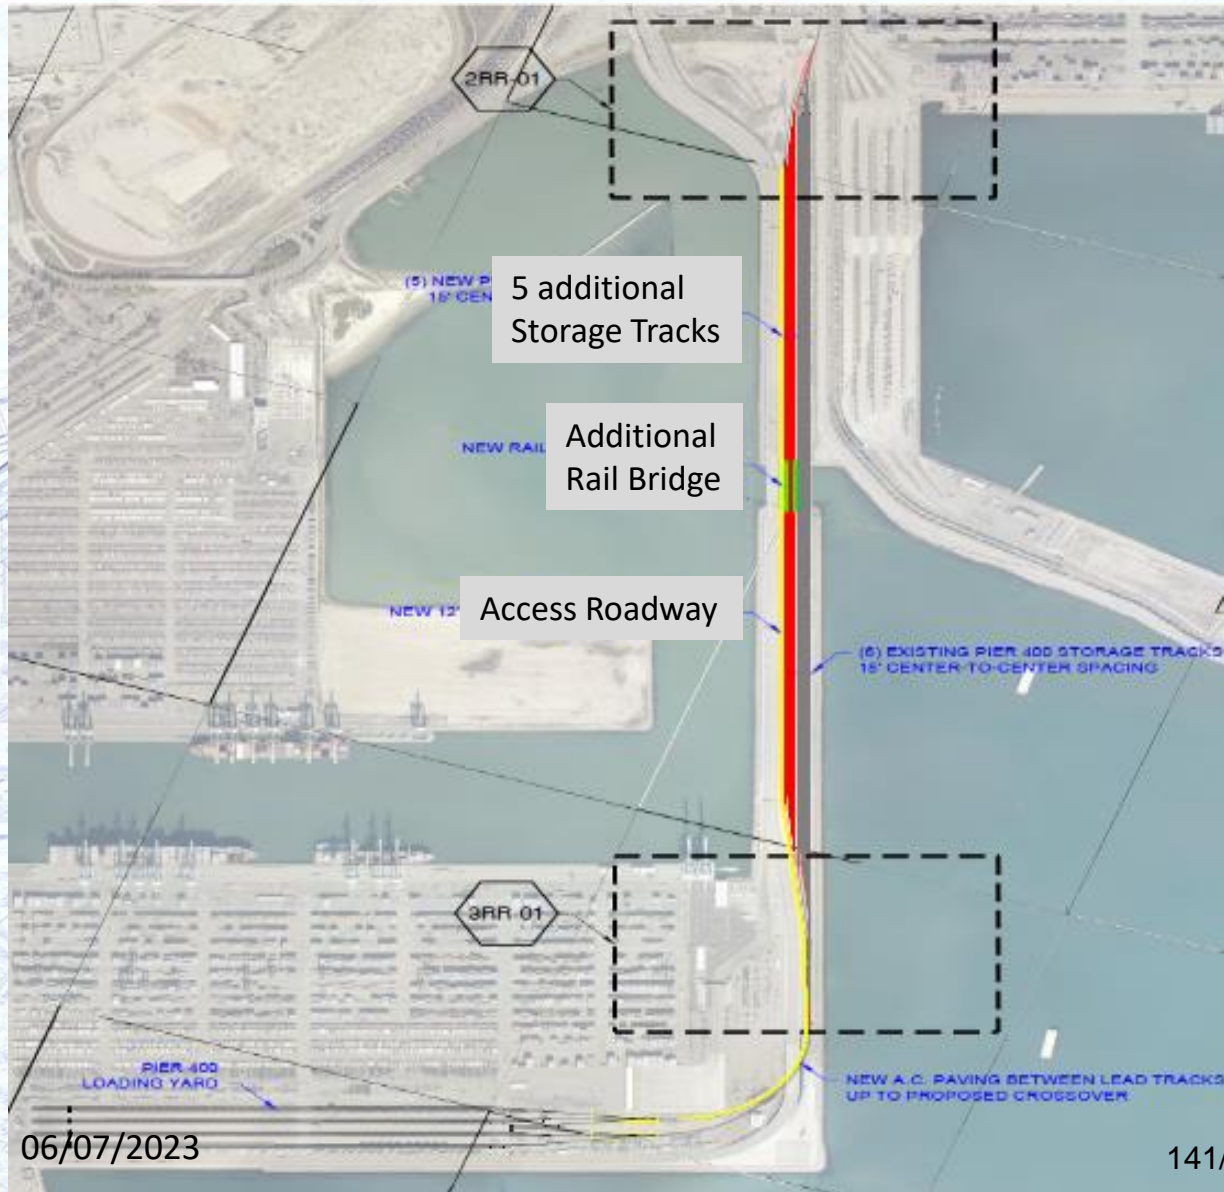 2RR-01
(5) NEW P
15' CEN
5 additional
Storage Tracks
NEW RAIL
Additional
Rail Bridge
NEW 12'
Access Roadway
(6) EXISTING PIER 400 STORAGE TRACKS
15' CENTER-TO-CENTER SPACING
3RR-01
PIER 400
LOADING YARD
NEW A.C. PAVING BETWEEN LEAD TRACKS
UP TO PROPOSED CROSSOVER
06/07/2023
141/